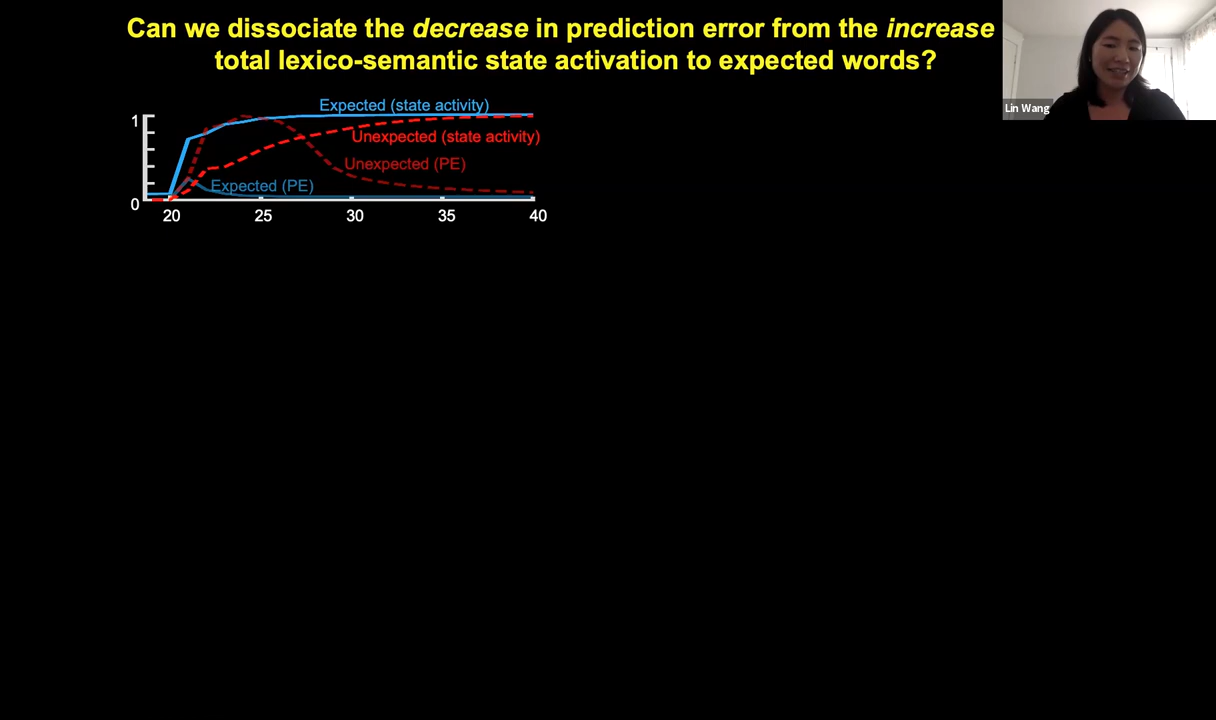 Can we dissociate the decrease in prediction error from the increase
total lexico-semantic state activation to expected words?
Lin Wang
Expected (state activity)
1
Unexpected (state activity)
Unexpected (PE)
Expected (PE)
0
20 25 30 35 40